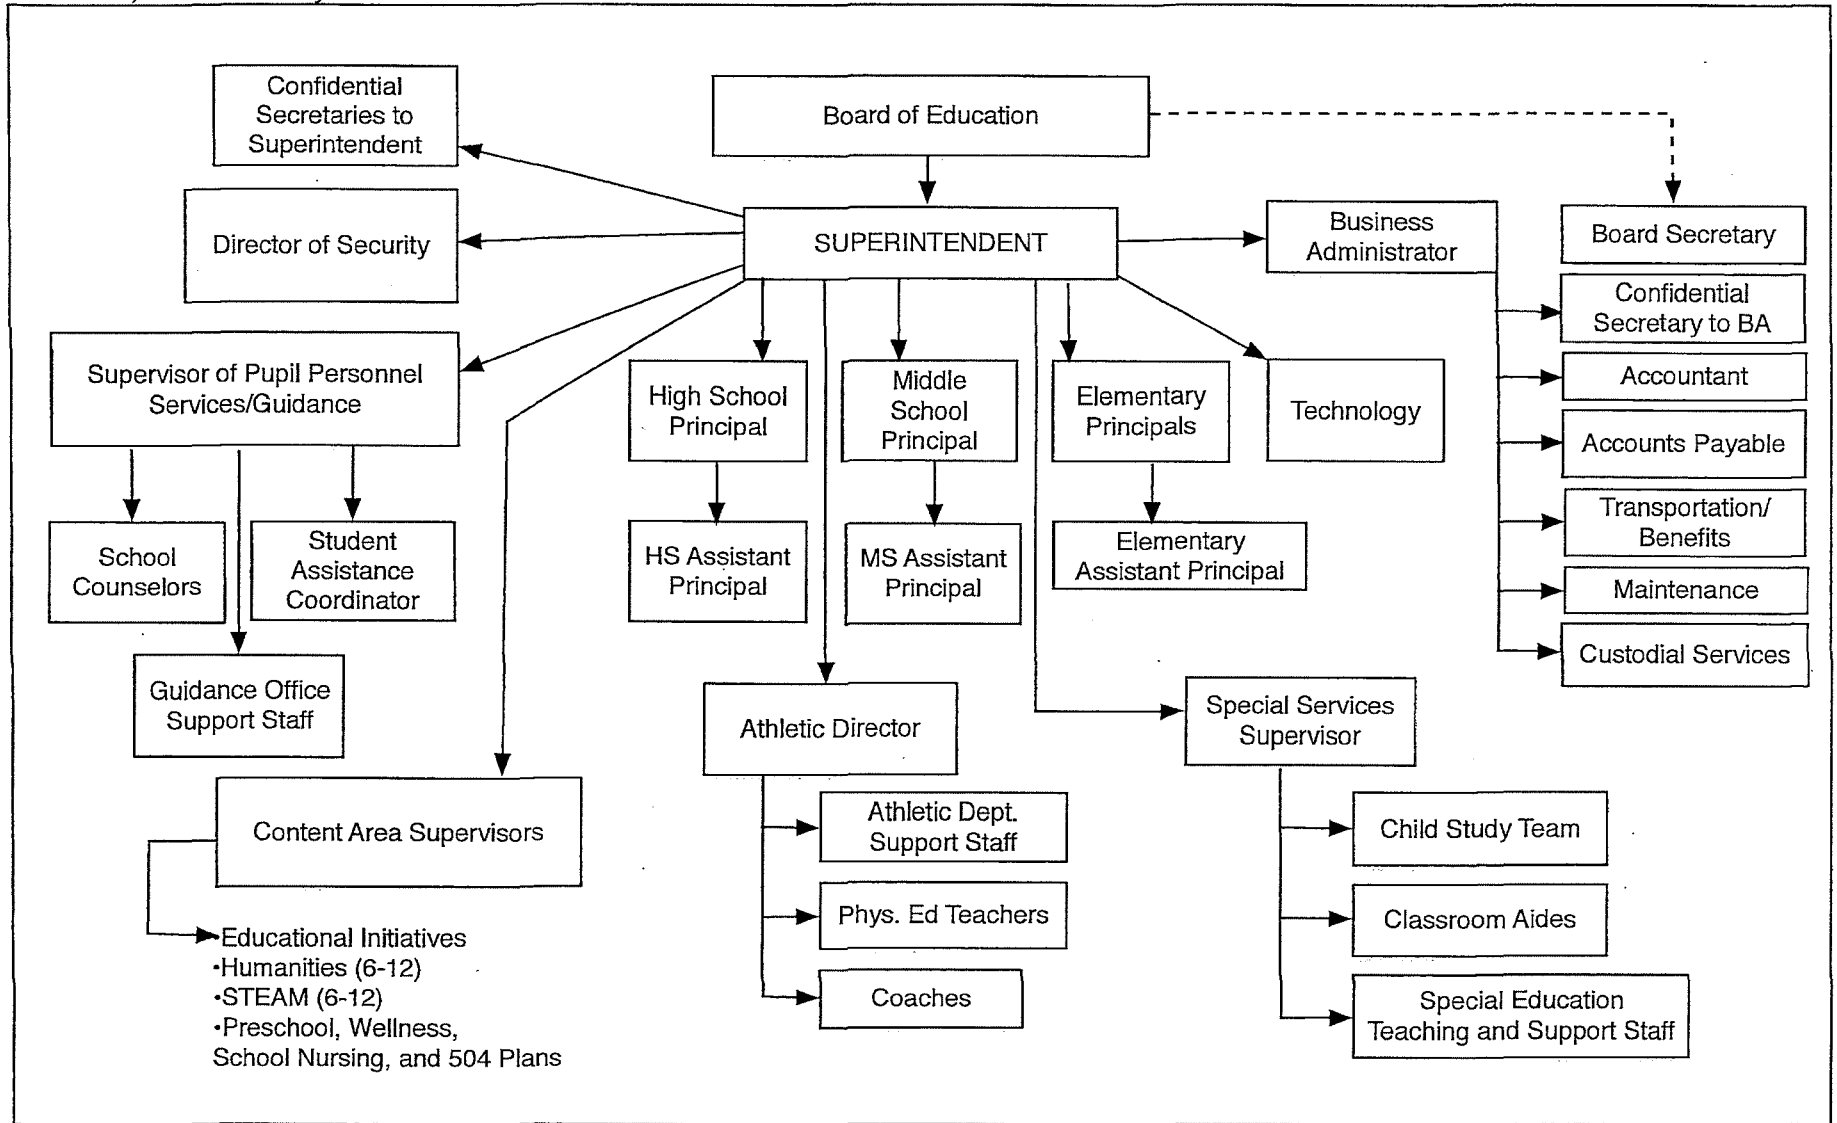 Confidential
Secretaries to
Superintendent
Board of Education
Director of Security
SUPERINTENDENT
Business
Administrator
Board Secretary
Confidential
Secretary to BA
Accountant
Accounts Payable
Transportation/
Benefits
Maintenance
Custodial Services
Supervisor of Pupil Personnel
Services/Guidance
High School
Principal
Middle
School
Principal
Elementary
Principals
Technology
School
Counselors
Student
Assistance
Coordinator
HS Assistant
Principal
MS Assistant
Principal
Elementary
Assistant Principal
Guidance Office
Support Staff
Athletic Director
Special Services
Supervisor
Content Area Supervisors
Athletic Dept.
Support Staff
Child Study Team
Phys. Ed Teachers
Classroom Aides
Coaches
Special Education
Teaching and Support Staff
•Educational Initiatives
•Humanities (6-12)
•STEAM (6-12)
•Preschool, Wellness,
School Nursing, and 504 Plans